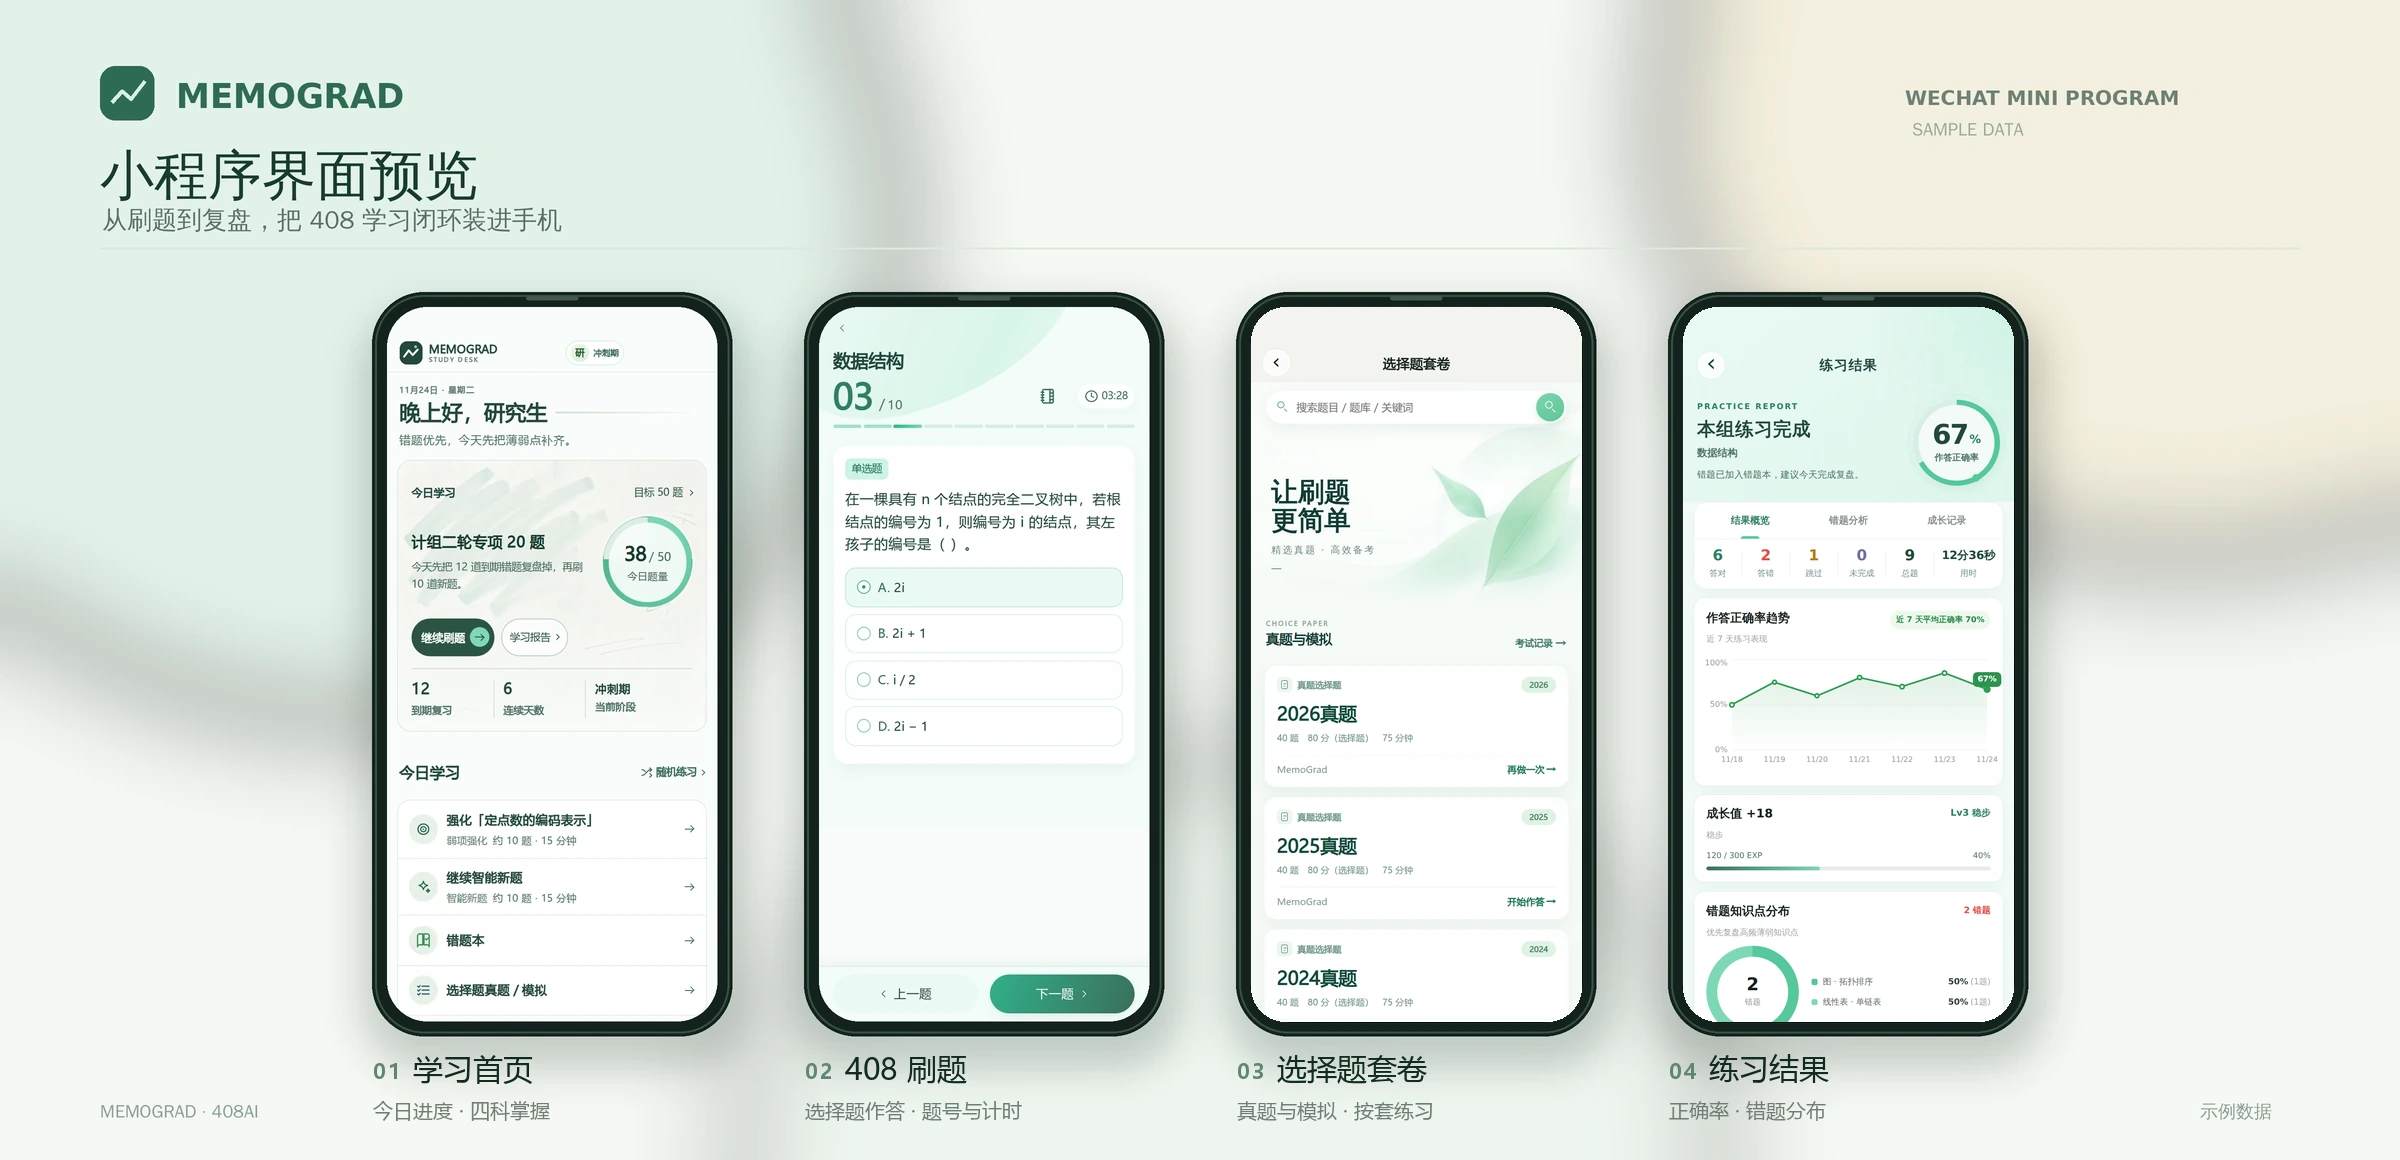 MEMOGRAD
小程序界面预览
从刷题到复盘，把 408 学习闭环装进手机
WECHAT MINI PROGRAM
SAMPLE DATA
MEMOGRAD
STUDY DESK
研 冲刺期
11月24日 · 星期二
晚上好，研究生
错题优先，今天先把薄弱点补齐。
今日学习
目标 50 题 ›
计组二轮专项 20 题
今天先把 12 道到期错题复盘掉，再刷
10 道新题。
38 / 50
今日题量
继续刷题 →
学习报告 ›
12
到期复习
6
连续天数
冲刺期
当前阶段
今日学习
随机练习 ›
强化「定点数的编码表示」
弱项强化 约 10 题 · 15 分钟
→
继续智能新题
智能新题 约 10 题 · 15 分钟
→
错题本
→
选择题真题 / 模拟
→
01 学习首页
今日进度 · 四科掌握
‹
数据结构
03 / 10
03:28
单选题
在一棵具有 n 个结点的完全二叉树中，若根
结点的编号为 1，则编号为 i 的结点，其左
孩子的编号是（ ）。
A. 2i
B. 2i + 1
C. i / 2
D. 2i − 1
‹ 上一题
下一题 ›
02 408 刷题
选择题作答 · 题号与计时
‹
选择题套卷
搜索题目 / 题库 / 关键词
让刷题
更简单
精选真题 · 高效备考
—
CHOICE PAPER
真题与模拟
考试记录 →
真题选择题
2026
2026真题
40 题 80 分（选择题） 75 分钟
MemoGrad
再做一次 →
真题选择题
2025
2025真题
40 题 80 分（选择题） 75 分钟
MemoGrad
开始作答 →
真题选择题
2024
2024真题
40 题 80 分（选择题） 75 分钟
03 选择题套卷
真题与模拟 · 按套练习
‹
练习结果
PRACTICE REPORT
本组练习完成
数据结构
错题已加入错题本，建议今天完成复盘。
67%
作答正确率
结果概览
错题分析
成长记录
6
答对
2
答错
1
跳过
0
未完成
9
总题
12分36秒
用时
作答正确率趋势
近 7 天平均正确率 70%
近 7 天练习表现
100%
50%
0%
67%
11/18 11/19 11/20 11/21 11/22 11/23 11/24
成长值 +18
Lv3 稳步
稳步
120 / 300 EXP
40%
错题知识点分布
2 错题
优先复盘高频薄弱知识点
2
错题
图 · 拓扑排序 50% (1题)
线性表 · 单链表 50% (1题)
04 练习结果
正确率 · 错题分布
MEMOGRAD · 408AI
示例数据